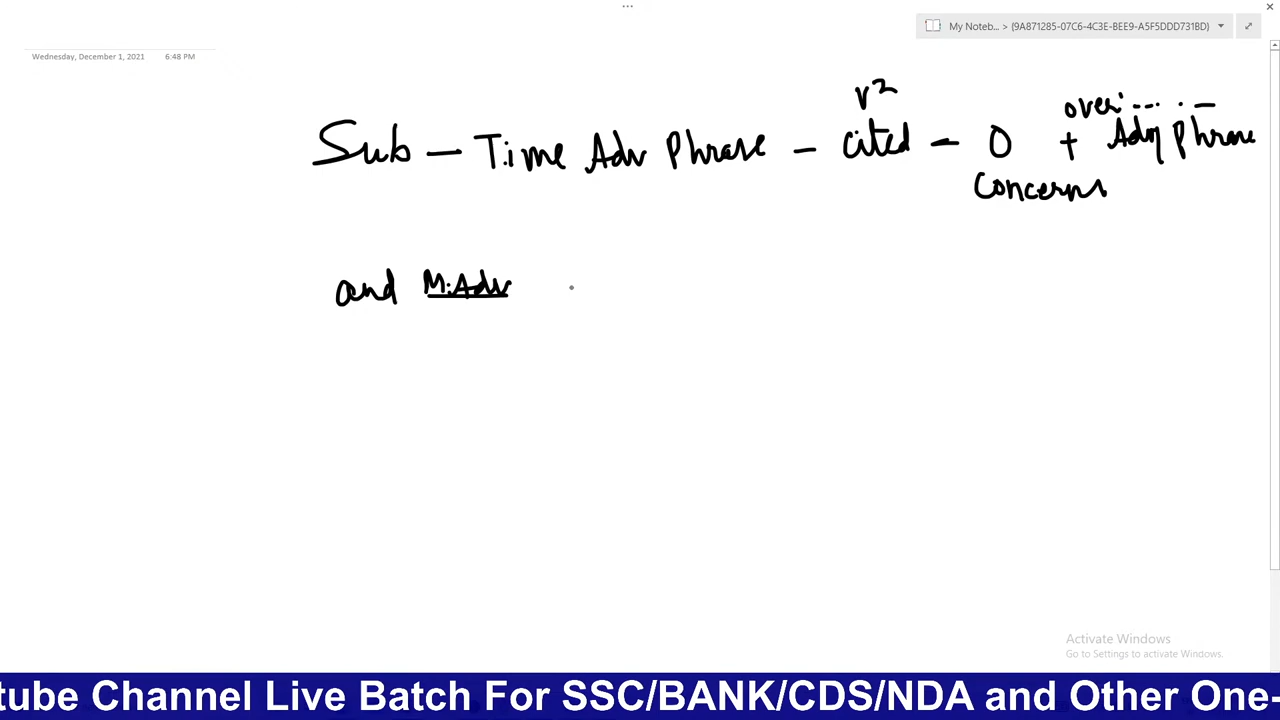 My Noteb... > {9A871285-07C6-4C3E-BEE9-A5F5DDD731BD}
Wednesday, December 1, 2021 6:48 PM
v2 over
Sub - Time Adv Phrase - cited - O + Adj Phrase
Concerns
and M.Adv
Activate Windows
Go to Settings to activate Windows.
tube Channel Live Batch For SSC/BANK/CDS/NDA and Other One-